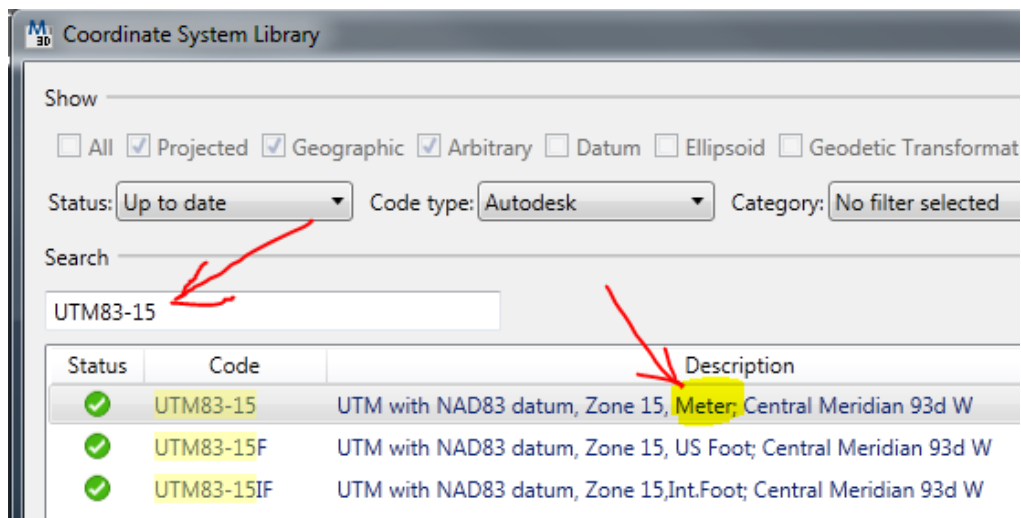 M 3D Coordinate System Library
Show
All Projected Geographic Arbitrary Datum Ellipsoid Geodetic Transformat
Status: Up to date Code type: Autodesk Category: No filter selected
Search
UTM83-15
Status Code Description
UTM83-15 UTM with NAD83 datum, Zone 15, Meter; Central Meridian 93d W
UTM83-15F UTM with NAD83 datum, Zone 15, US Foot; Central Meridian 93d W
UTM83-15IF UTM with NAD83 datum, Zone 15,Int.Foot; Central Meridian 93d W